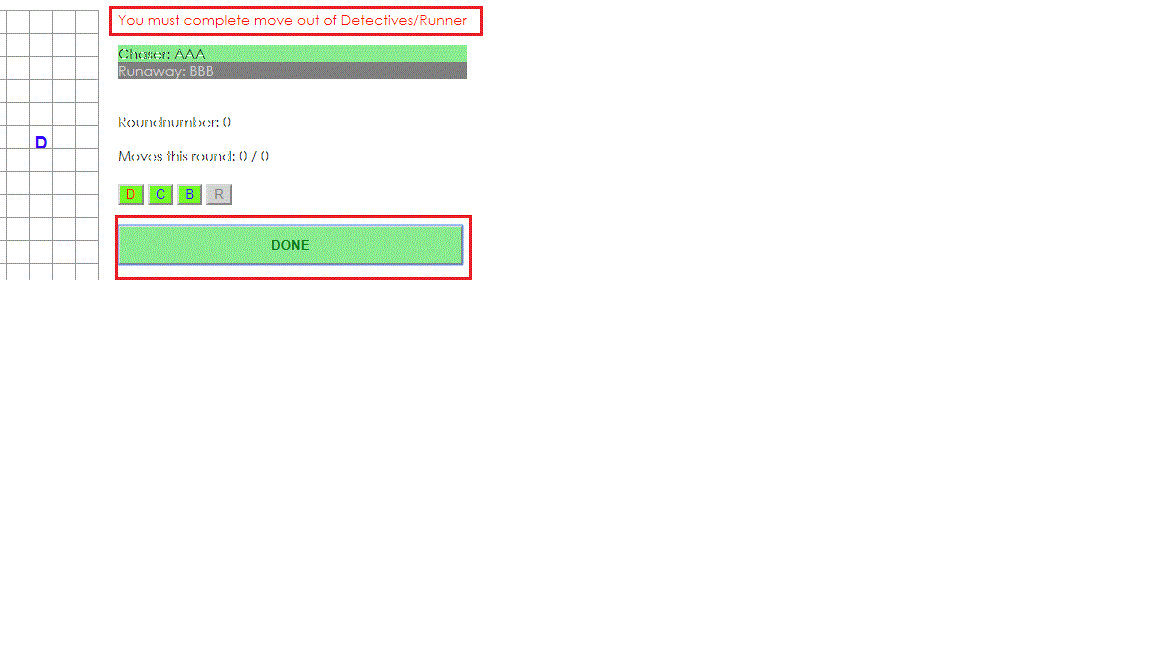 You must complete move out of Detectives/Runner
Chaser: AAA
Runaway: BBB
Roundnumber: 0
D
Moves this round: 0 / 0
D C B R
DONE